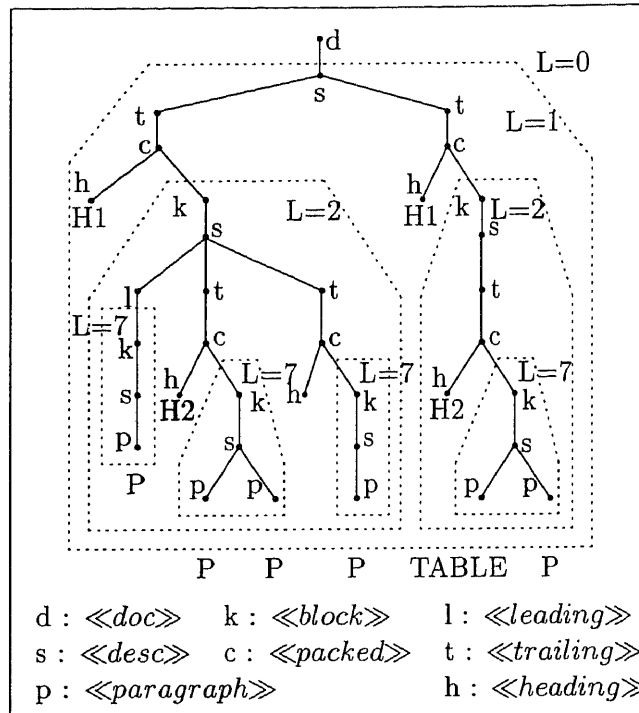 d
L=0
s
t
t
L=1
c
c
h
h
H1
k
L=2
H1
k
L=2
s
s
l
t
t
t
L=7
k
c
c
c
h
L=7
L=7
h
L=7
s
H2
k
h
k
H2
k
p
s
s
s
P
p
p
p
p
p
P P P TABLE P
d : ≪doc≫ k : ≪block≫ l : ≪leading≫
s : ≪desc≫ c : ≪packed≫ t : ≪trailing≫
p : ≪paragraph≫ h : ≪heading≫